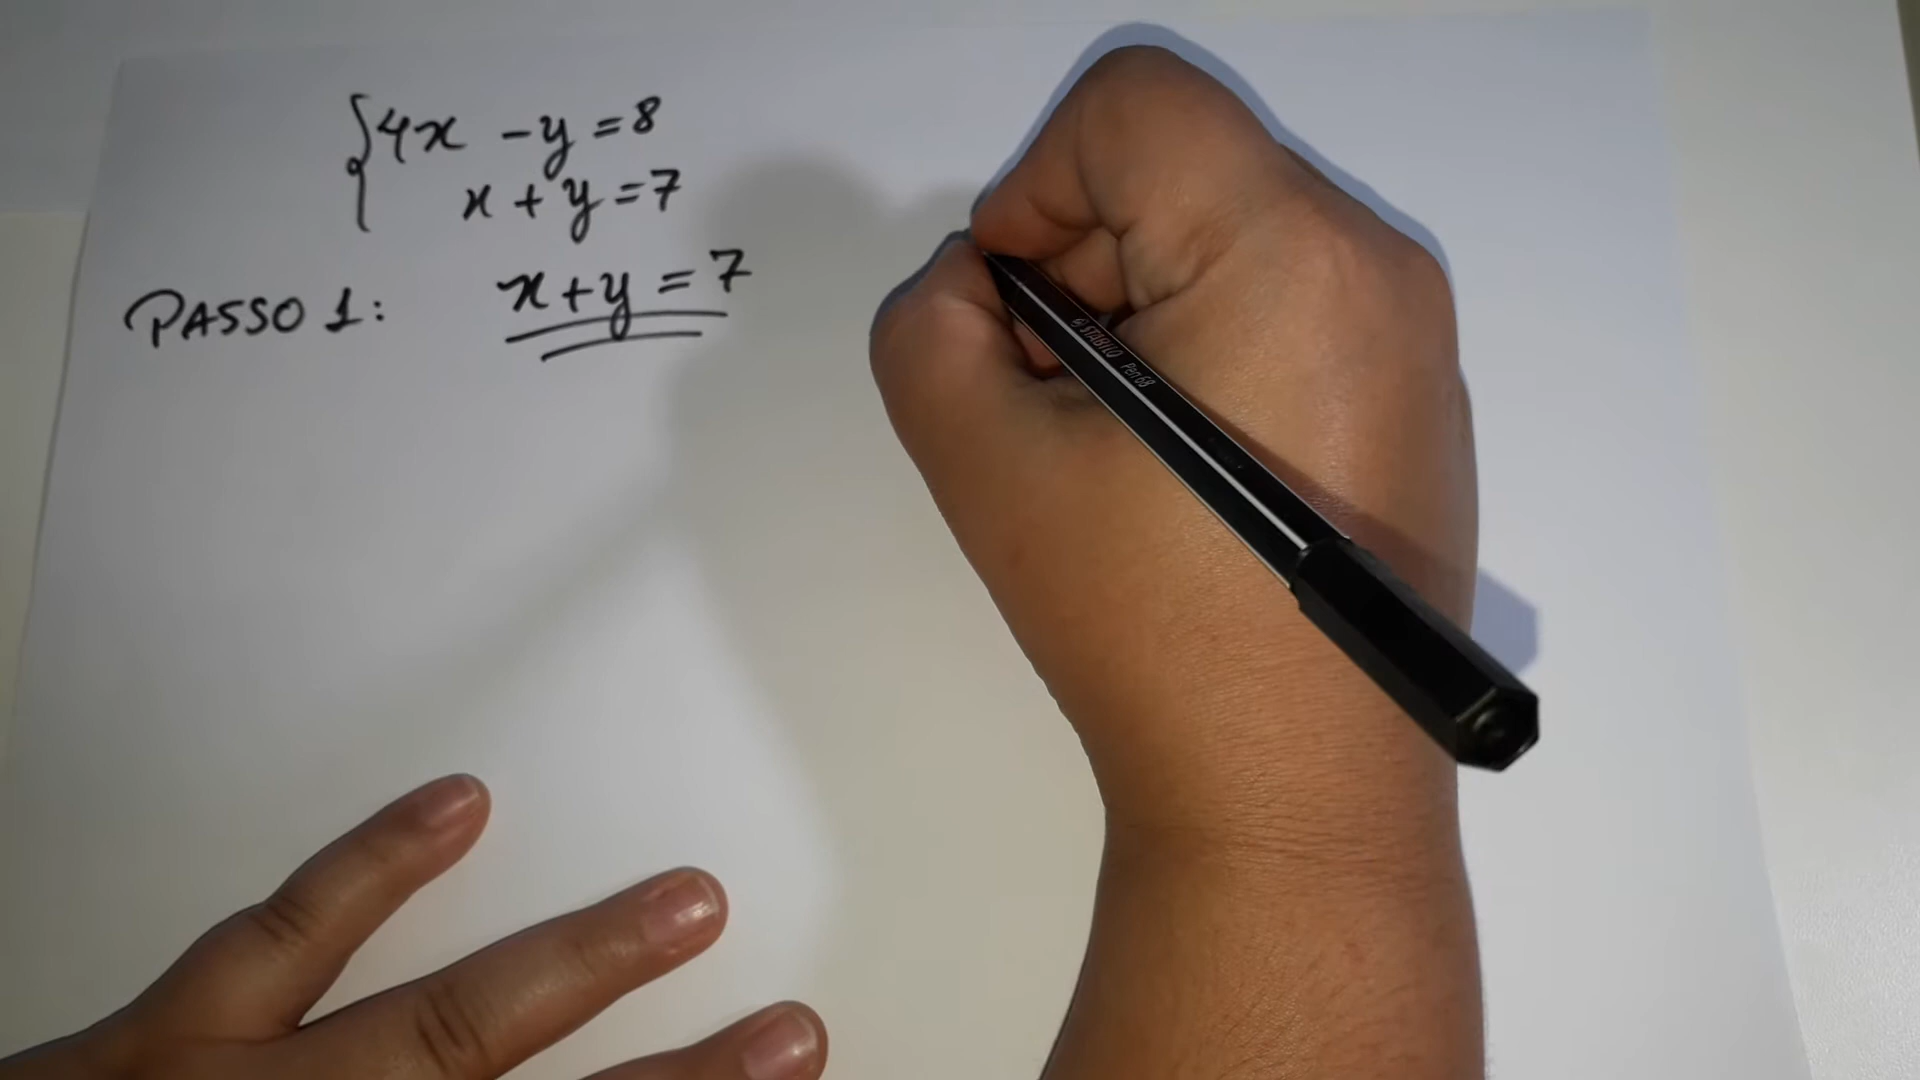 4x - y = 8
x + y = 7
PASSO 1: x + y = 7
STABILO Pen 68